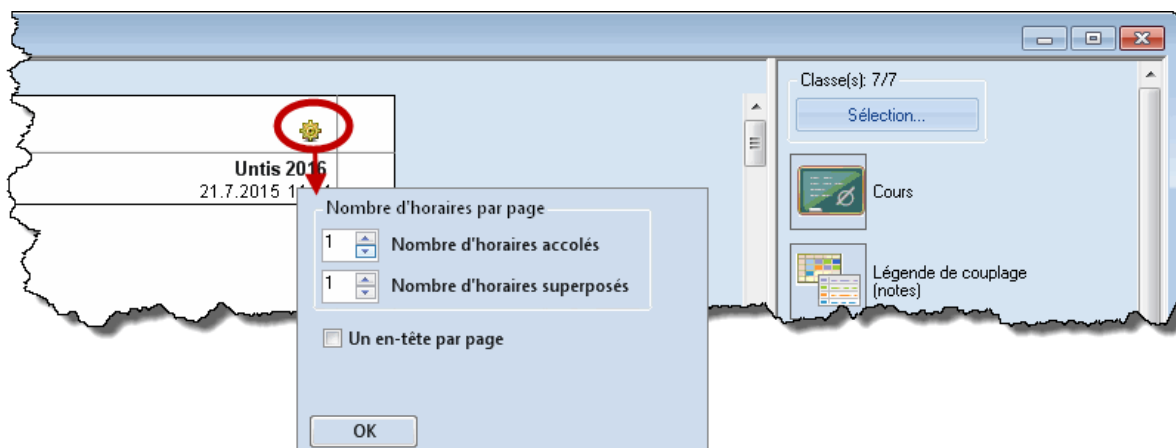 Classe(s): 7/7
Sélection...
Untis 2016
21.7.2015
Cours
Nombre d'horaires par page
1 Nombre d'horaires accolés
1 Nombre d'horaires superposés
Légende de couplage
(notes)
Un en-tête par page
OK